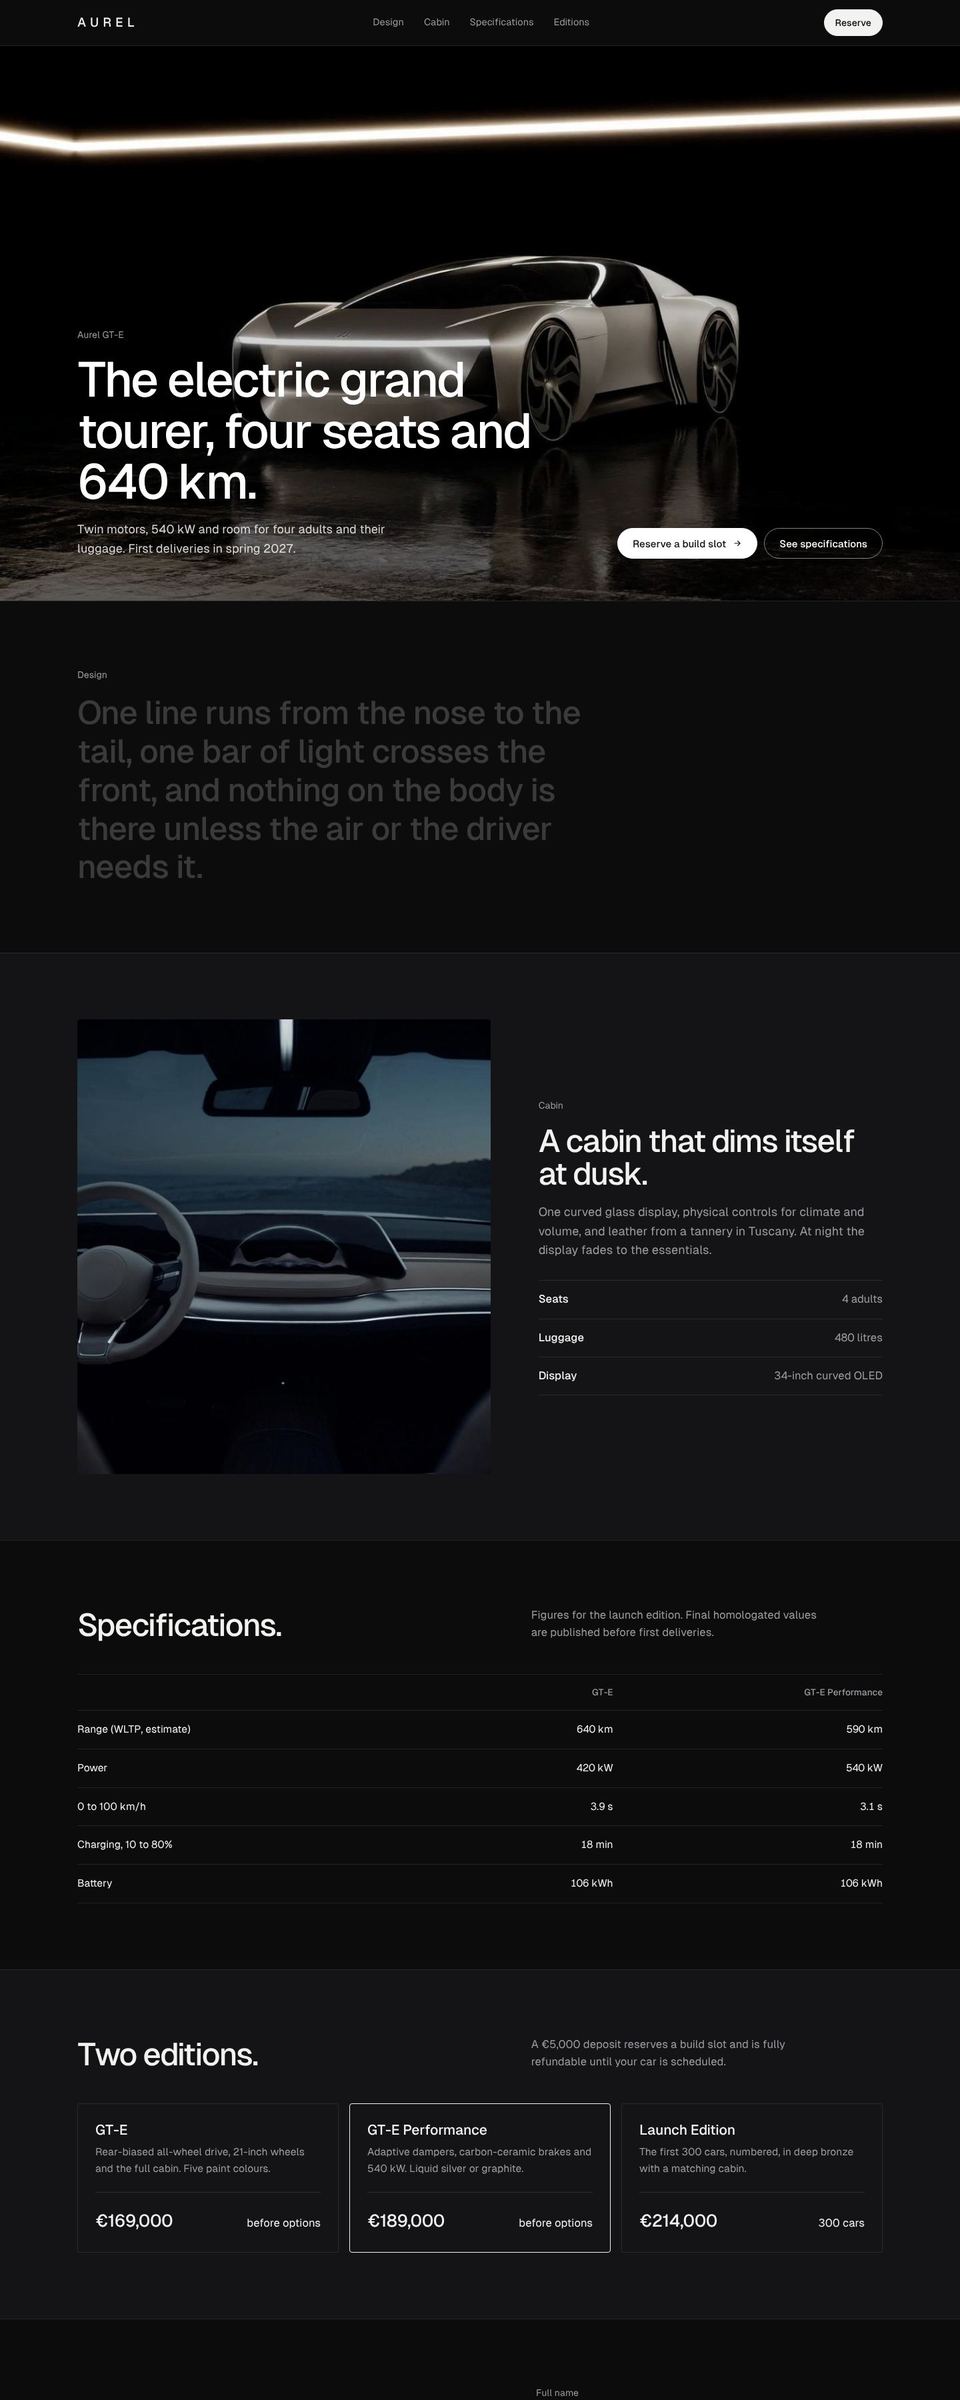 AUREL
Design
Cabin
Specifications
Editions
Reserve
Aurel GT-E
The electric grand
tourer, four seats and
640 km.
Twin motors, 540 kW and room for four adults and their
luggage. First deliveries in spring 2027.
Reserve a build slot →
See specifications
Design
One line runs from the nose to the
tail, one bar of light crosses the
front, and nothing on the body is
there unless the air or the driver
needs it.
Cabin
A cabin that dims itself
at dusk.
One curved glass display, physical controls for climate and
volume, and leather from a tannery in Tuscany. At night the
display fades to the essentials.
Seats 4 adults
Luggage 480 litres
Display 34-inch curved OLED
Specifications.
Figures for the launch edition. Final homologated values
are published before first deliveries.
GT-E GT-E Performance
Range (WLTP, estimate) 640 km 590 km
Power 420 kW 540 kW
0 to 100 km/h 3.9 s 3.1 s
Charging, 10 to 80% 18 min 18 min
Battery 106 kWh 106 kWh
Two editions.
A €5,000 deposit reserves a build slot and is fully
refundable until your car is scheduled.
GT-E
Rear-biased all-wheel drive, 21-inch wheels
and the full cabin. Five paint colours.
€169,000 before options
GT-E Performance
Adaptive dampers, carbon-ceramic brakes and
540 kW. Liquid silver or graphite.
€189,000 before options
Launch Edition
The first 300 cars, numbered, in deep bronze
with a matching cabin.
€214,000 300 cars
Full name